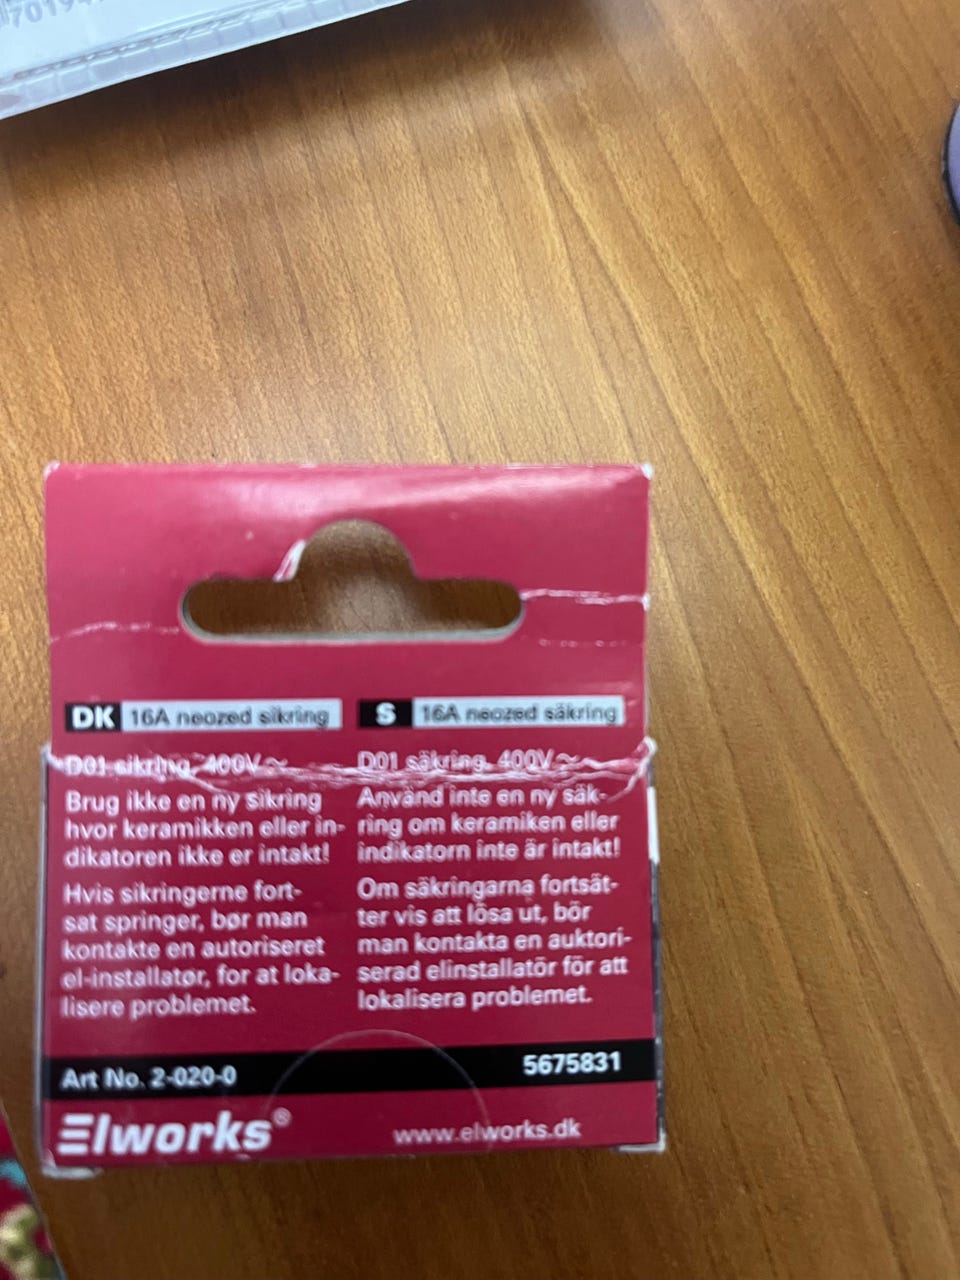 DK 16A neozed sikring
D01 sikring, 400V ~
Brug ikke en ny sikring
hvor keramikken eller in-
dikatoren ikke er intakt!
Hvis sikringerne fort-
sat springer, bør man
kontakte en autoriseret
el-installatør, for at loka-
lisere problemet.
S 16A neozed säkring
D01 säkring, 400V ~
Använd inte en ny säk-
ring om keramiken eller
indikatorn inte är intakt!
Om säkringarna fortsät-
ter vis att lösa ut, bör
man kontakta en auktori-
serad elinstallatör för att
lokalisera problemet.
Art No. 2-020-0
5675831
Elworks®
www.elworks.dk